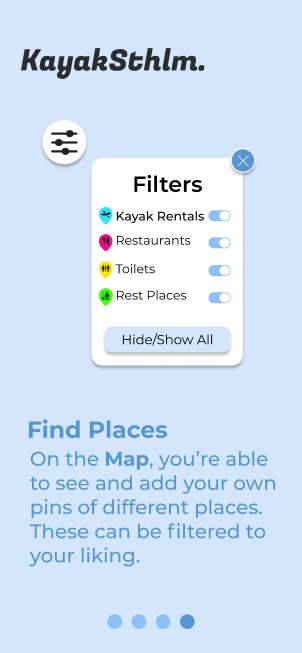 KayakSthlm.
Filters
Kayak Rentals
Restaurants
Toilets
Rest Places
Hide/Show All
Find Places
On the Map, you’re able
to see and add your own
pins of different places.
These can be filtered to
your liking.